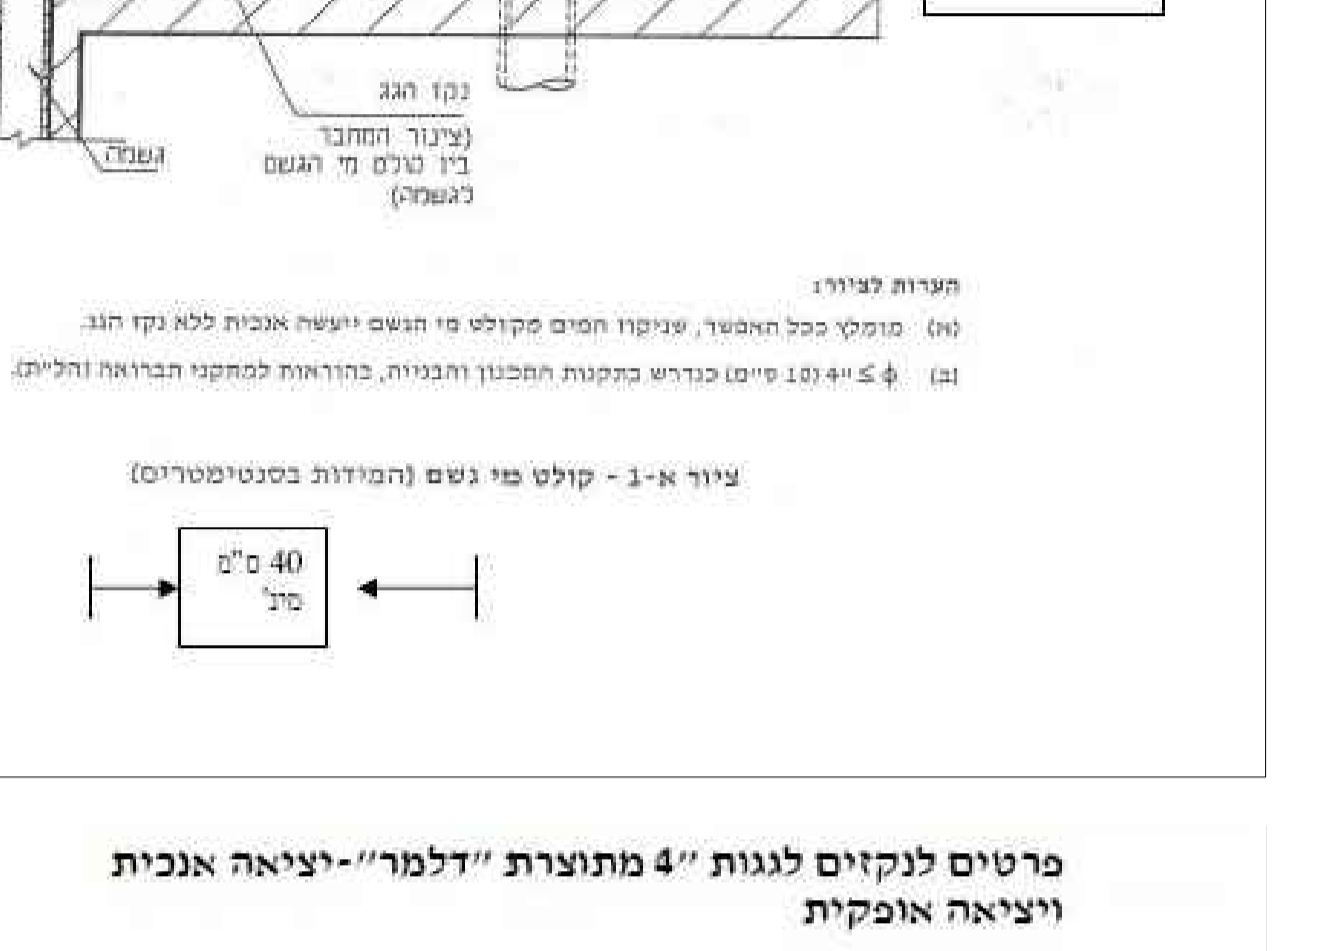 נקז הגג
(צינור המחבר
בין קולט מי הגשם
לגשמה)
גשמה
הערות לציור:
(א) מומלץ ככל האפשר, שניקוז המים מקולט מי הגשם ייעשה אנכית ללא נקז הגג.
(ב) ϕ ≥ 4" (10 ס"מ) כנדרש בתקנות התכנון והבנייה, בהוראות למתקני תברואה (הל"ת).
ציור א-1 - קולט מי גשם (המידות בסנטימטרים)
40 ס"מ
מינ'
פרטים לנקזים לגגות 4" מתוצרת "דלמר"-יציאה אנכית
ויציאה אופקית